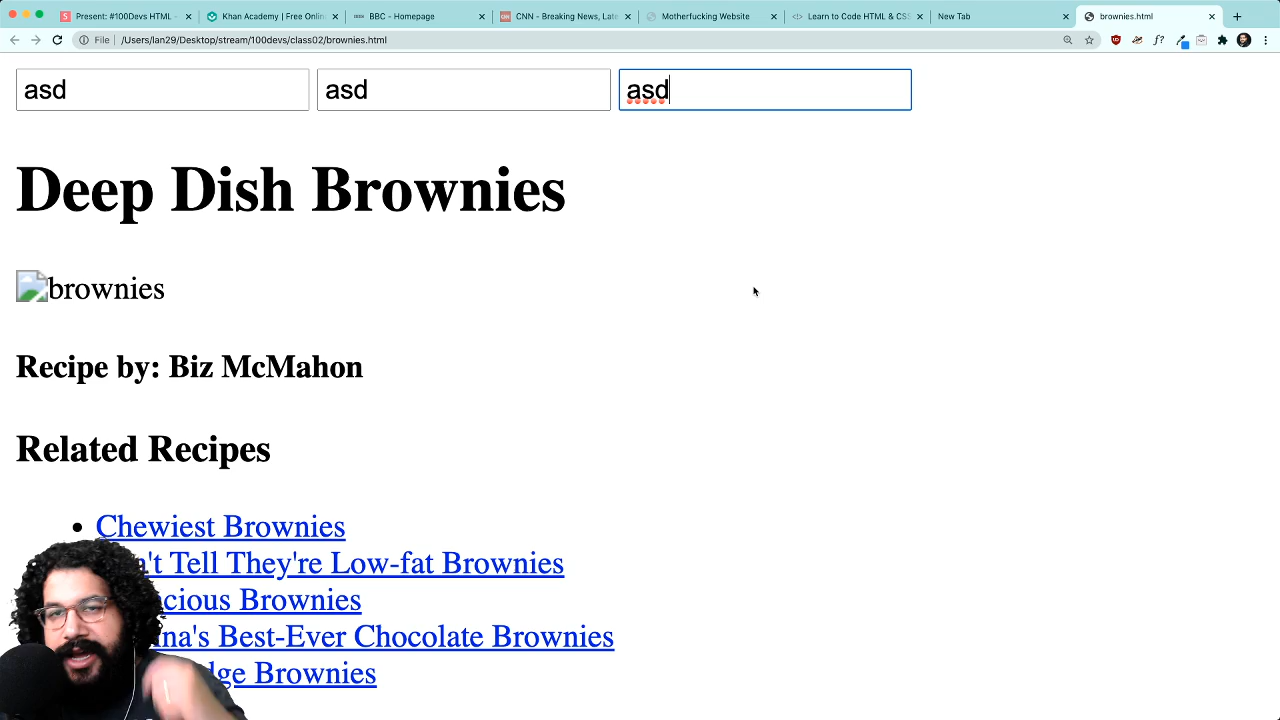 Present: #100Devs HTML -
Khan Academy | Free Onlin
BBC - Homepage
CNN - Breaking News, Late
Motherfucking Website
Learn to Code HTML & CSS
New Tab
brownies.html
File | /Users/lan29/Desktop/stream/100devs/class02/brownies.html
asd asd asd
Deep Dish Brownies
brownies
Recipe by: Biz McMahon
Related Recipes
Chewiest Brownies
't Tell They're Low-fat Brownies
cious Brownies
na's Best-Ever Chocolate Brownies
dge Brownies